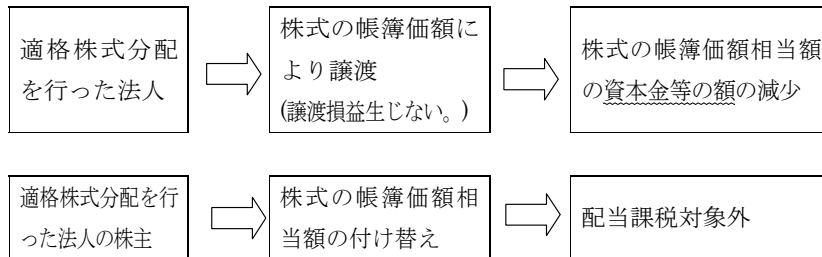 適格株式分配
を行った法人
株式の帳簿価額に
より譲渡
(譲渡損益生じない。)
株式の帳簿価額相当額
の資本金等の額の減少
適格株式分配を行
った法人の株主
株式の帳簿価額相
当額の付け替え
配当課税対象外